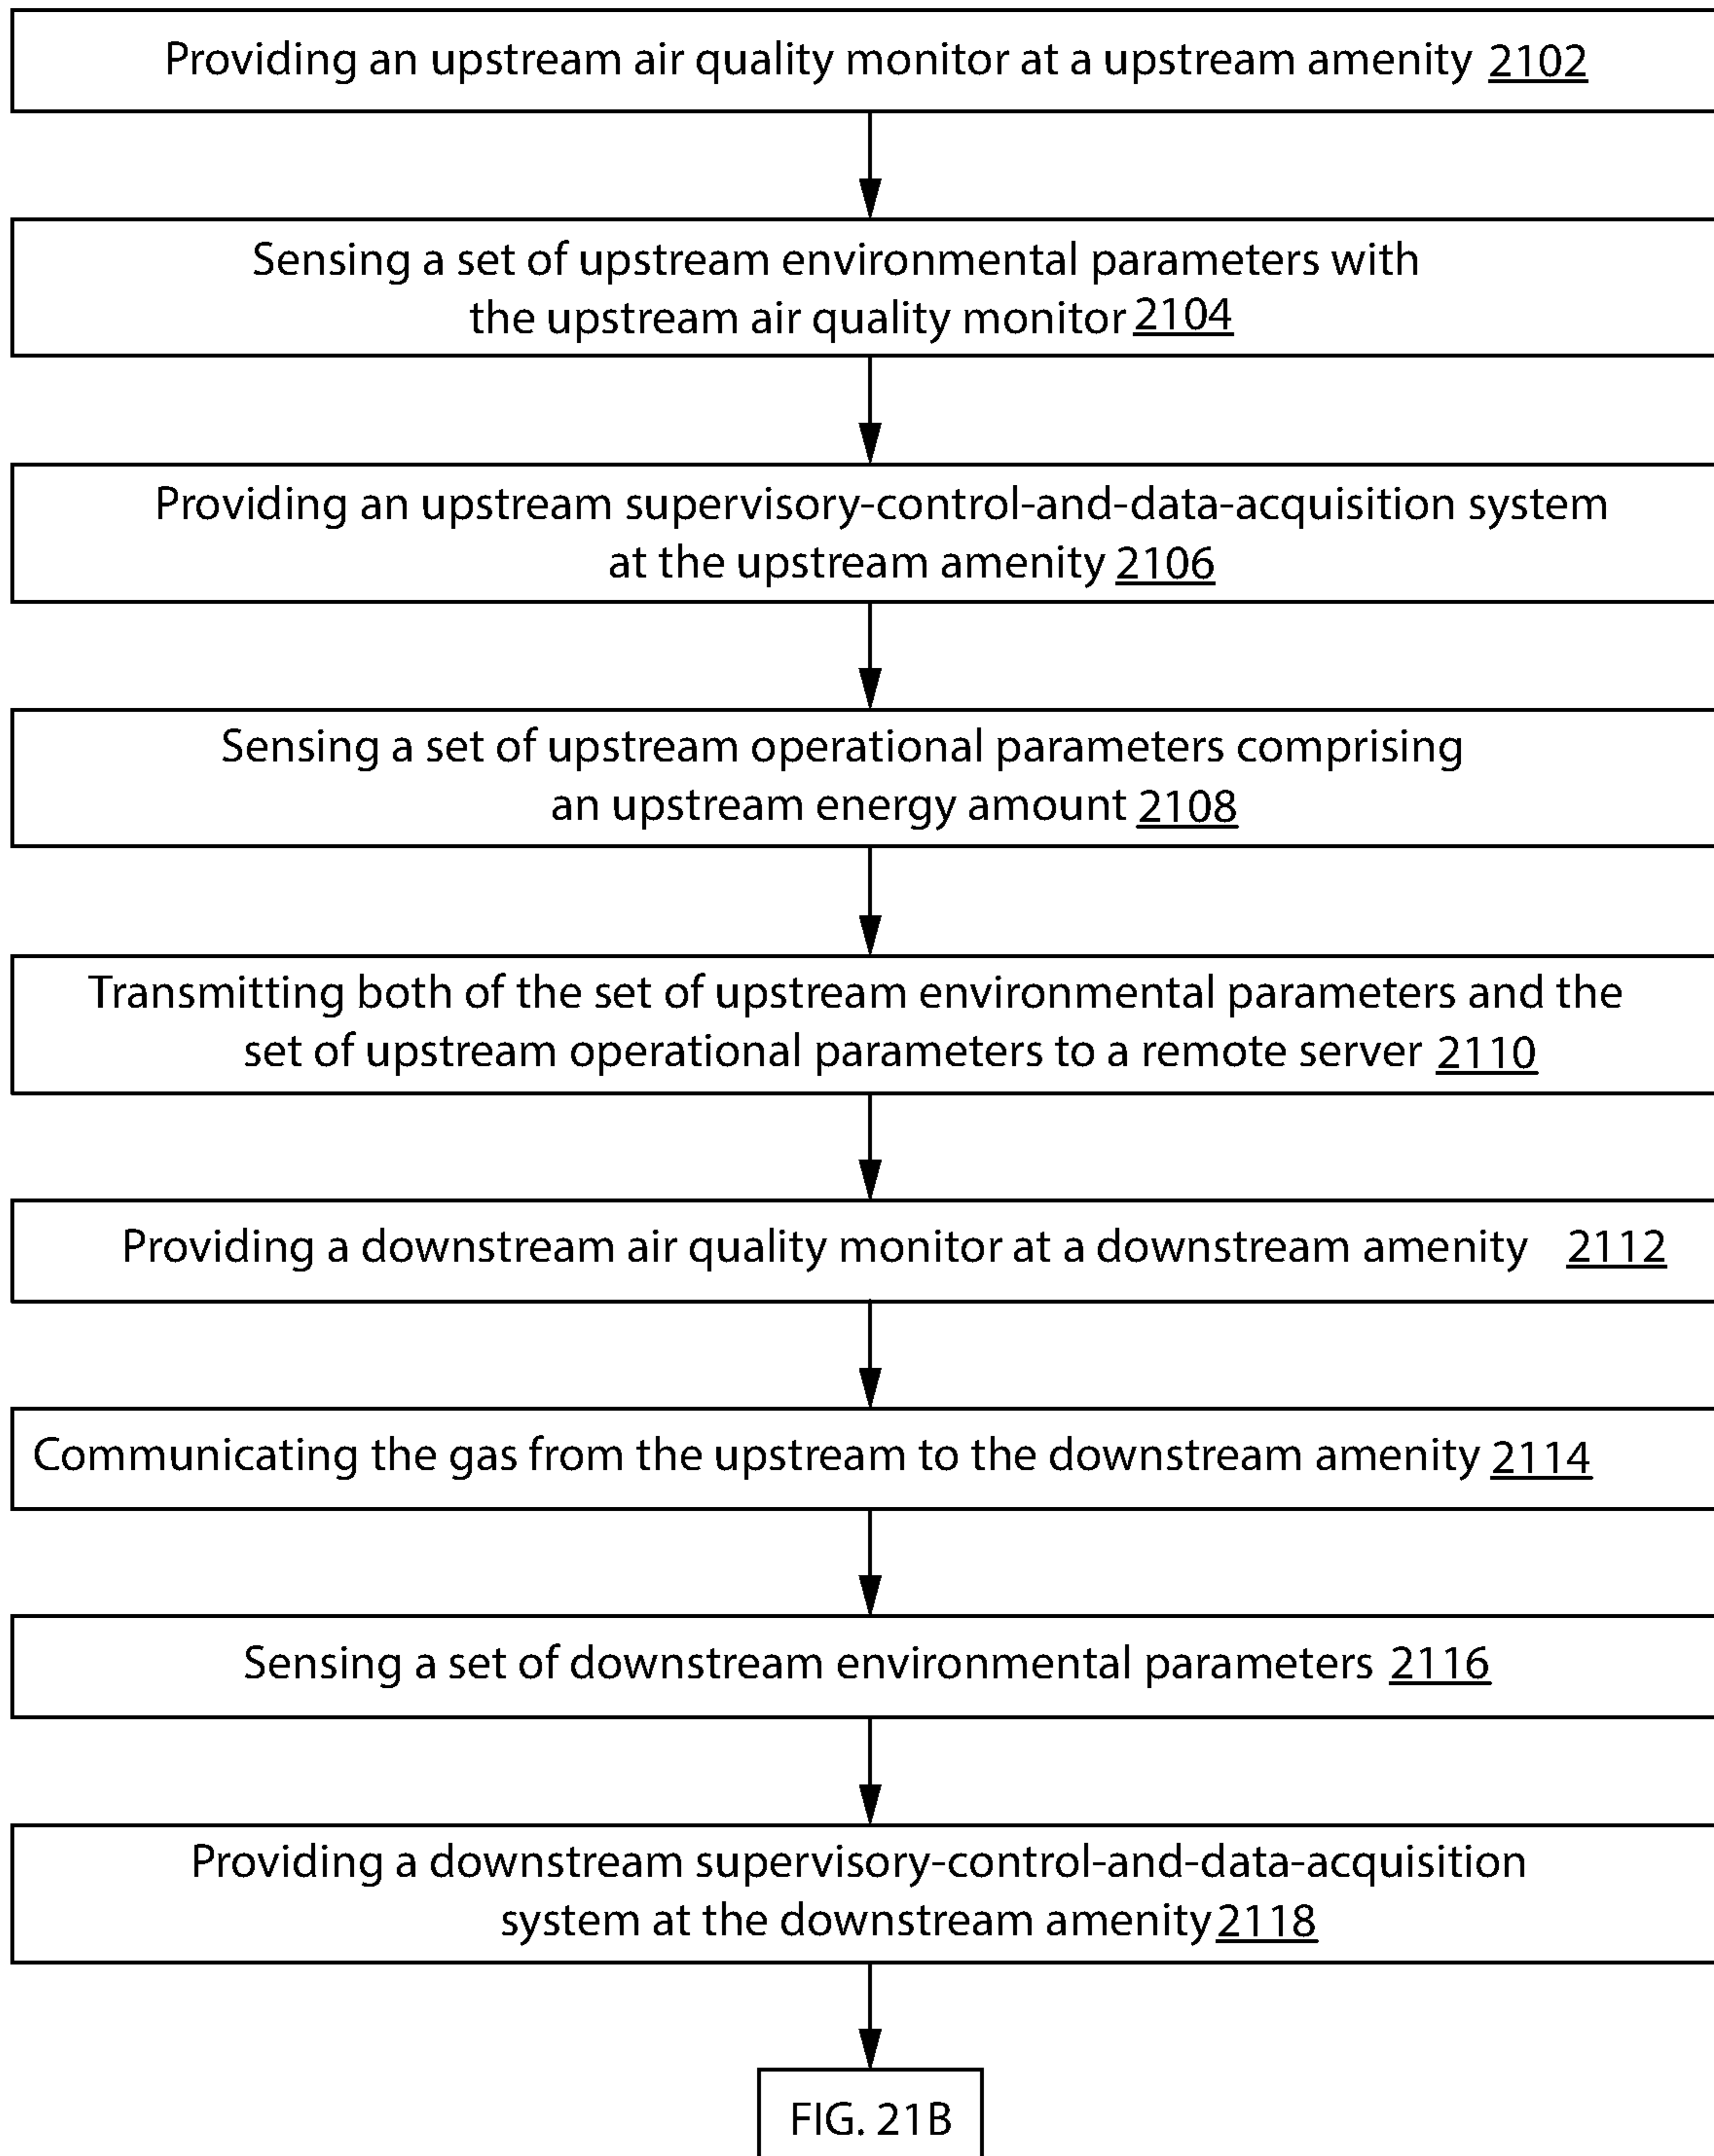 Providing an upstream air quality monitor at a upstream amenity 2102
Sensing a set of upstream environmental parameters with
the upstream air quality monitor 2104
Providing an upstream supervisory-control-and-data-acquisition system
at the upstream amenity 2106
Sensing a set of upstream operational parameters comprising
an upstream energy amount 2108
Transmitting both of the set of upstream environmental parameters and the
set of upstream operational parameters to a remote server 2110
Providing a downstream air quality monitor at a downstream amenity 2112
Communicating the gas from the upstream to the downstream amenity 2114
Sensing a set of downstream environmental parameters 2116
Providing a downstream supervisory-control-and-data-acquisition
system at the downstream amenity 2118
FIG. 21B